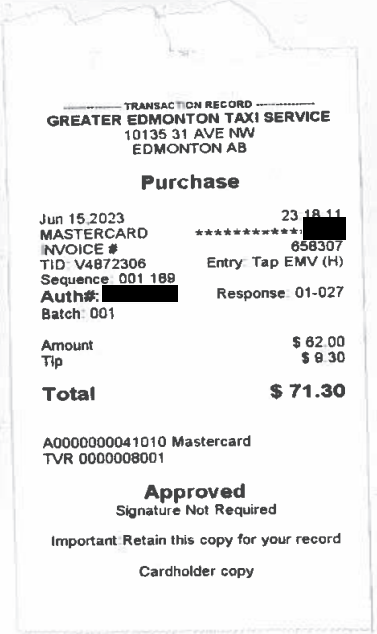 ------------ TRANSACTION RECORD ------------
GREATER EDMONTON TAXI SERVICE
10135 31 AVE NW
EDMONTON AB
Purchase
Jun 15,2023 23:18:11
MASTERCARD ************
INVOICE # 658307
TID: V4872306 Entry: Tap EMV (H)
Sequence: 001 189
Auth#: Response: 01-027
Batch: 001
Amount $ 62.00
Tip $ 9.30
Total $ 71.30
A0000000041010 Mastercard
TVR 0000008001
Approved
Signature Not Required
Important:Retain this copy for your record
Cardholder copy